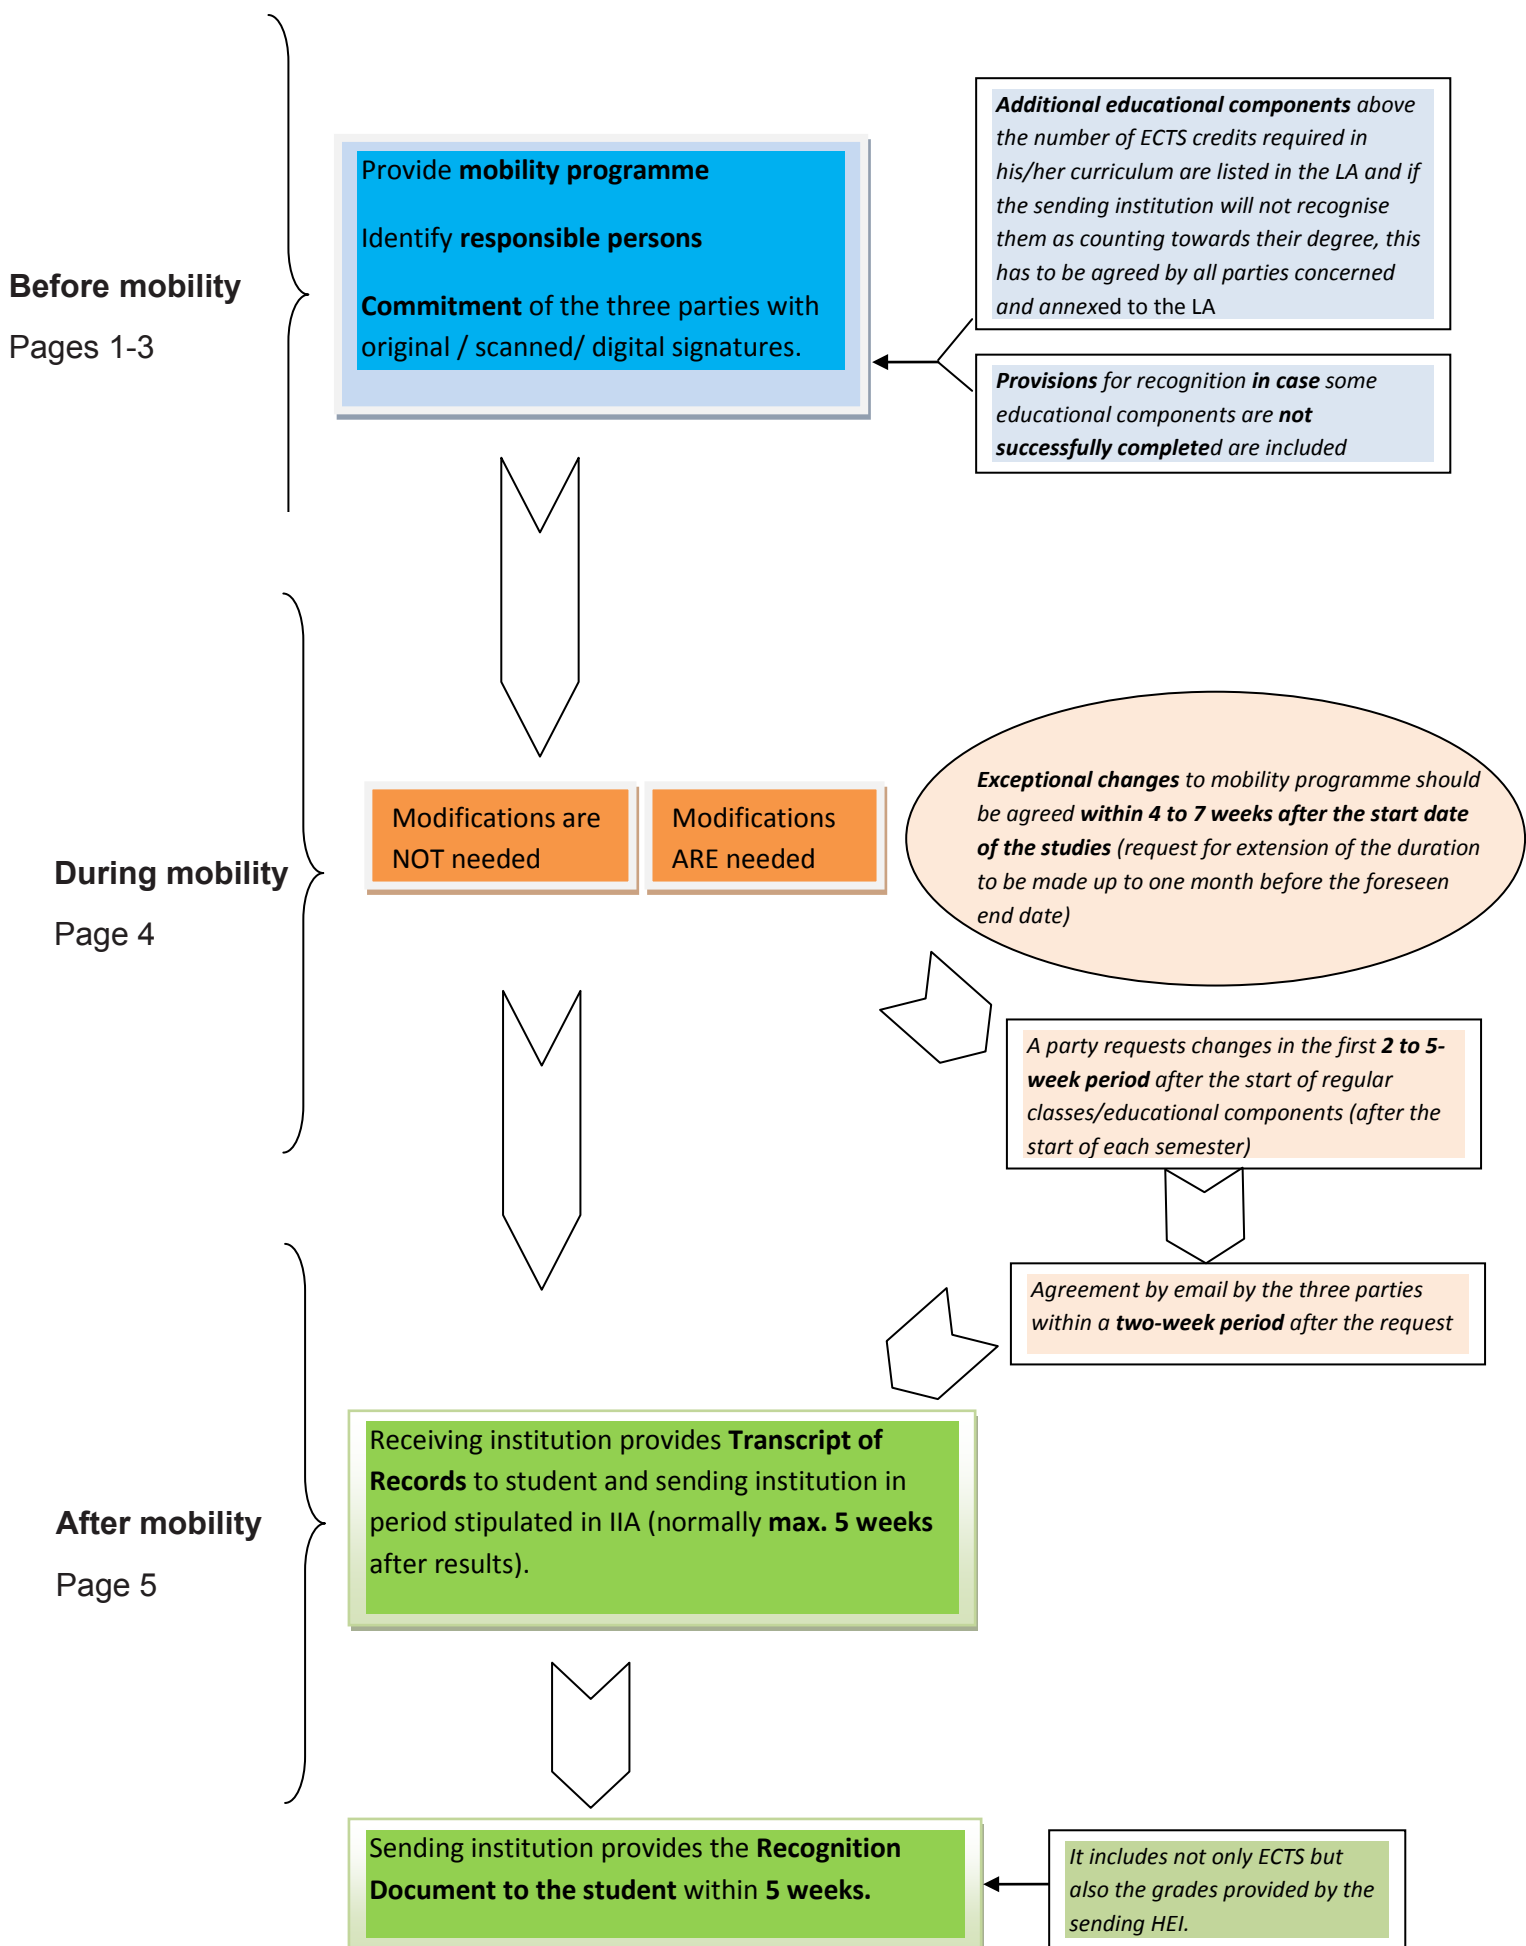 Before mobility
Pages 1-3
Provide mobility programme
Identify responsible persons
Commitment of the three parties with
original / scanned/ digital signatures.
Additional educational components above
the number of ECTS credits required in
his/her curriculum are listed in the LA and if
the sending institution will not recognise
them as counting towards their degree, this
has to be agreed by all parties concerned
and annexed to the LA
Provisions for recognition in case some
educational components are not
successfully completed are included
During mobility
Page 4
Modifications are
NOT needed
Modifications
ARE needed
Exceptional changes to mobility programme should
be agreed within 4 to 7 weeks after the start date
of the studies (request for extension of the duration
to be made up to one month before the foreseen
end date)
A party requests changes in the first 2 to 5-
week period after the start of regular
classes/educational components (after the
start of each semester)
Agreement by email by the three parties
within a two-week period after the request
After mobility
Page 5
Receiving institution provides Transcript of
Records to student and sending institution in
period stipulated in IIA (normally max. 5 weeks
after results).
Sending institution provides the Recognition
Document to the student within 5 weeks.
It includes not only ECTS but
also the grades provided by the
sending HEI.